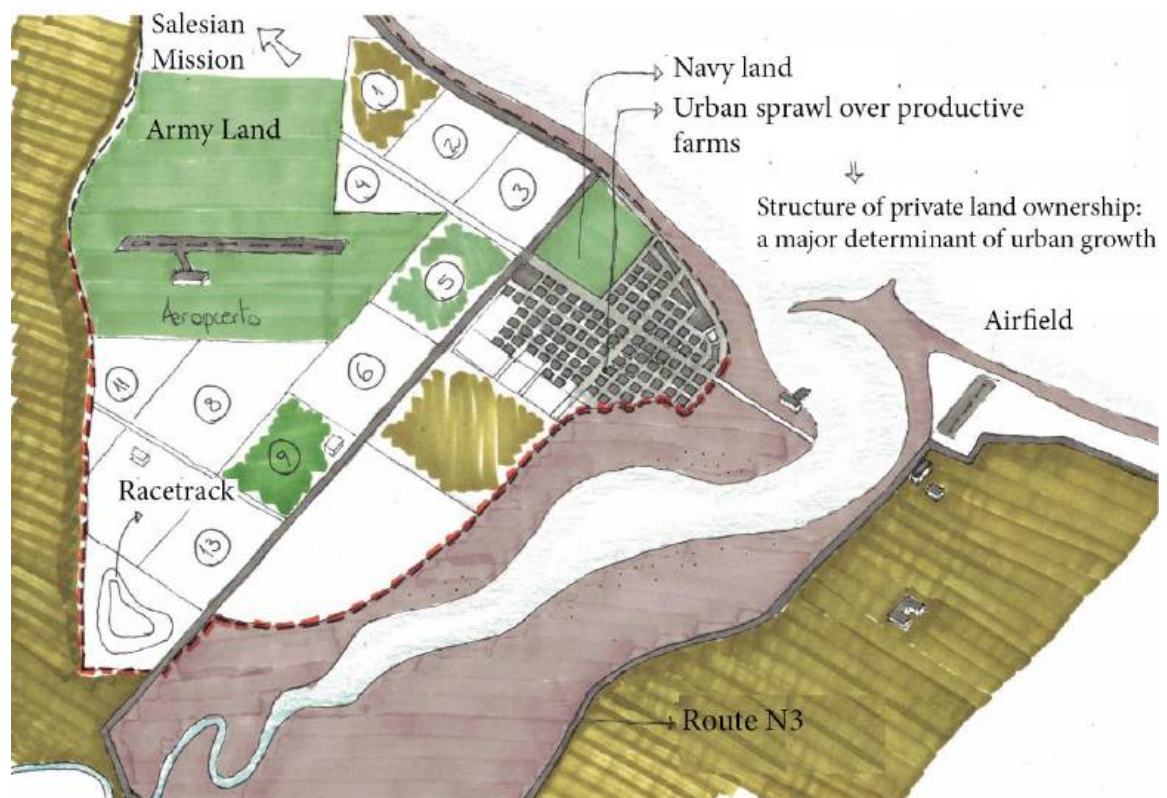 Salesian
Mission
Army Land
Navy land
Urban sprawl over productive
farms
Structure of private land ownership:
a major determinant of urban growth
Airfield
1
2
3
4
5
Aeropuerto
6
11
8
9
Racetrack
13
Route N3